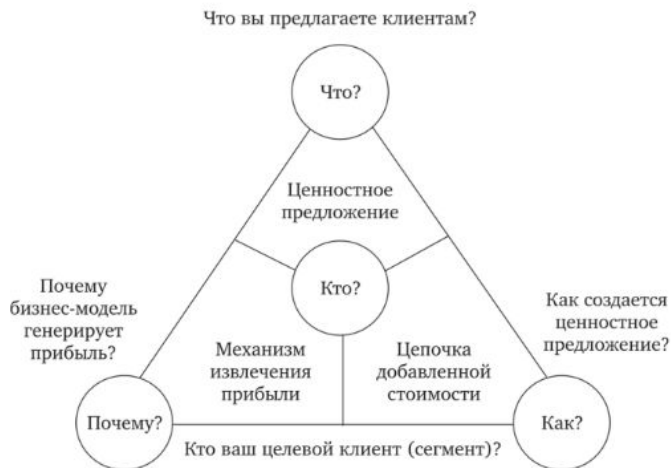 Что вы предлагаете клиентам?
Что?
Ценностное
предложение
Кто?
Почему
бизнес-модель
генерирует
прибыль?
Как создается
ценностное
предложение?
Механизм
извлечения
прибыли
Цепочка
добавленной
стоимости
Почему?
Как?
Кто ваш целевой клиент (сегмент)?